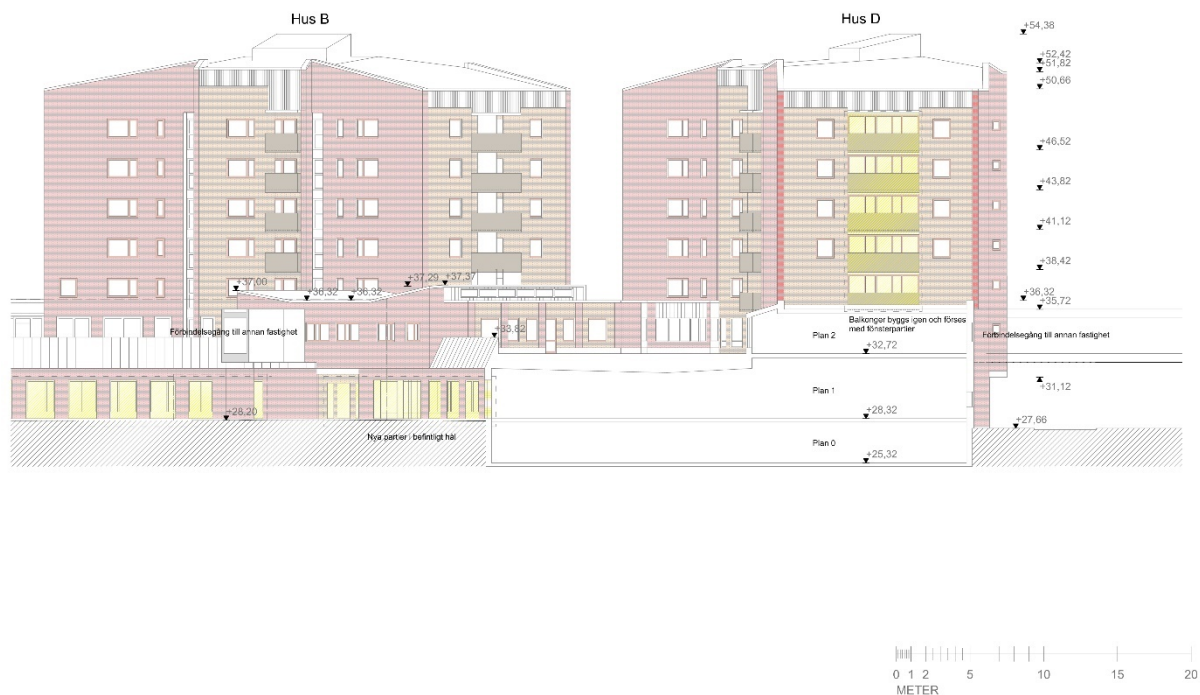 Hus B
Hus D
+54,38
+52,42
+51,82
+50,66
+46,52
+43,82
+41,12
+38,42
+37,00
+36,32
+36,32
+37,29
+37,37
+36,32
+35,72
Förbindelsegång till annan fastighet
+33,82
Balkonger byggs igen och förses
med fönsterpartier
Plan 2
Förbindelsegång till annan fastighet
+32,72
+31,12
Plan 1
+28,20
+28,32
+27,66
Nya partier i befintligt hål
Plan 0
+25,32
0 1 2 5 10 15 20
METER